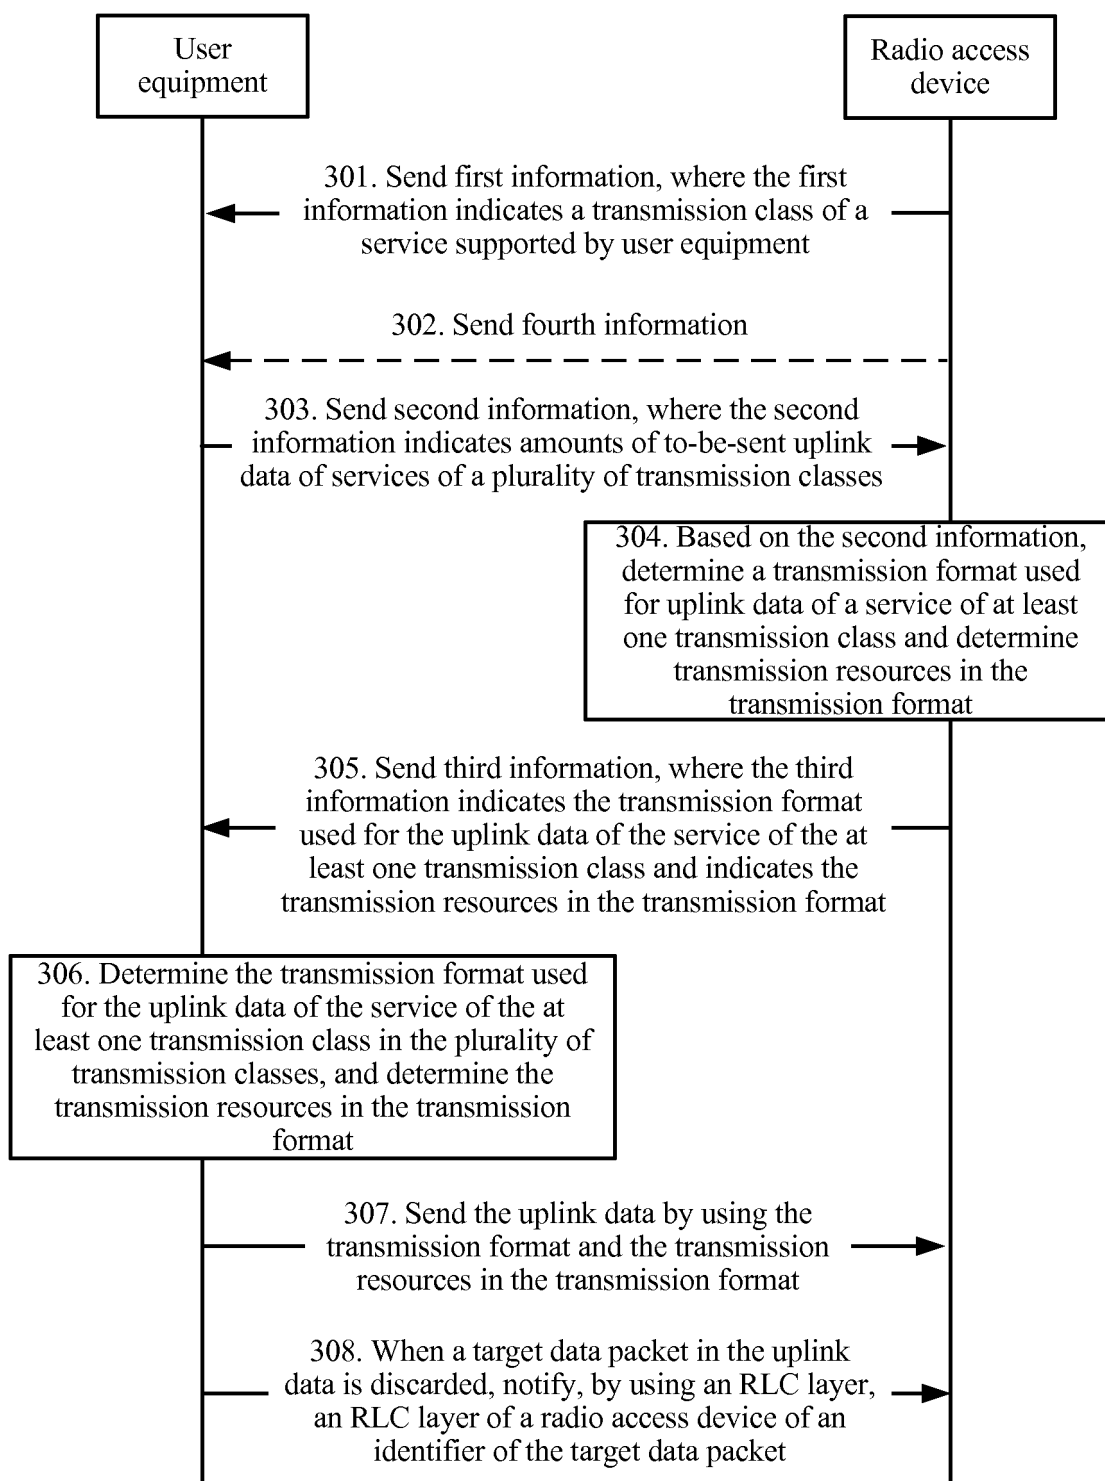 User
equipment
Radio access
device
301. Send first information, where the first
information indicates a transmission class of a
service supported by user equipment
302. Send fourth information
303. Send second information, where the second
information indicates amounts of to-be-sent uplink
data of services of a plurality of transmission classes
304. Based on the second information,
determine a transmission format used
for uplink data of a service of at least
one transmission class and determine
transmission resources in the
transmission format
305. Send third information, where the third
information indicates the transmission format
used for the uplink data of the service of the at
least one transmission class and indicates the
transmission resources in the transmission format
306. Determine the transmission format used
for the uplink data of the service of the at
least one transmission class in the plurality of
transmission classes, and determine the
transmission resources in the transmission
format
307. Send the uplink data by using the
transmission format and the transmission
resources in the transmission format
308. When a target data packet in the uplink
data is discarded, notify, by using an RLC layer,
an RLC layer of a radio access device of an
identifier of the target data packet